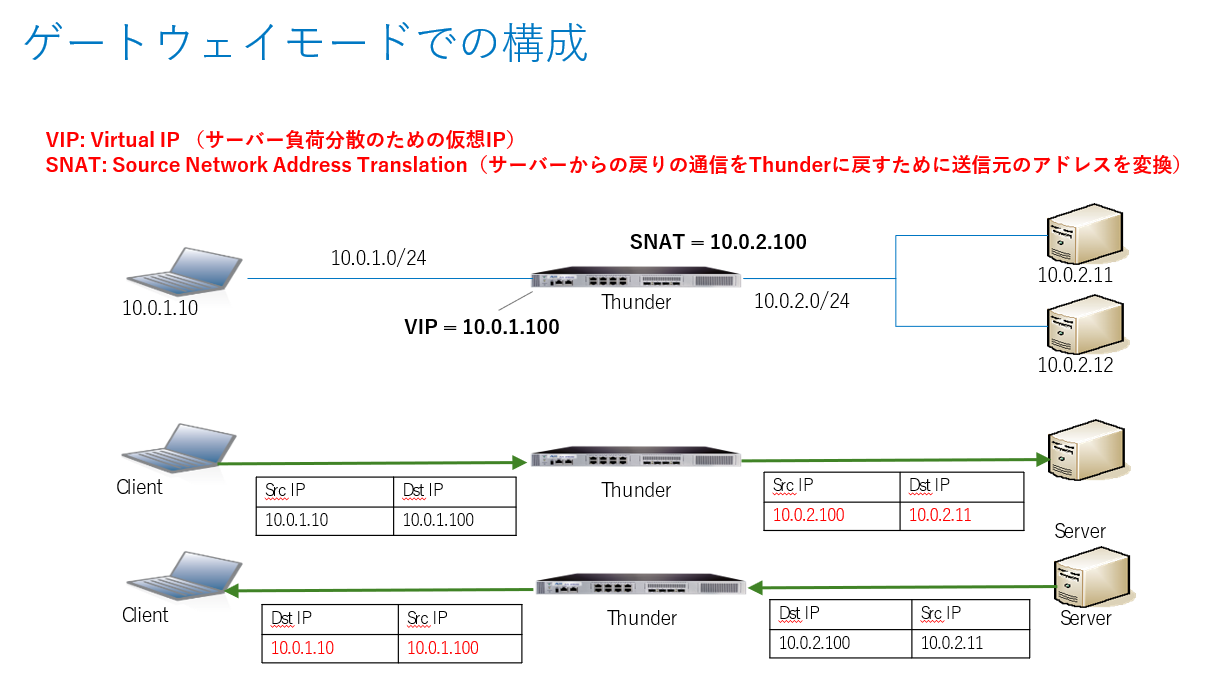 ゲートウェイモードでの構成
VIP: Virtual IP （サーバー負荷分散のための仮想IP）
SNAT: Source Network Address Translation（サーバーからの戻りの通信をThunderに戻すために送信元のアドレスを変換）
SNAT = 10.0.2.100
10.0.1.0/24
10.0.1.10
Thunder
10.0.2.0/24
10.0.2.11
VIP = 10.0.1.100
10.0.2.12
Client
Thunder
Src IP Dst IP
10.0.1.10 10.0.1.100
Src IP Dst IP
10.0.2.100 10.0.2.11
Server
Client
Thunder
Server
Dst IP Src IP
10.0.1.10 10.0.1.100
Dst IP Src IP
10.0.2.100 10.0.2.11